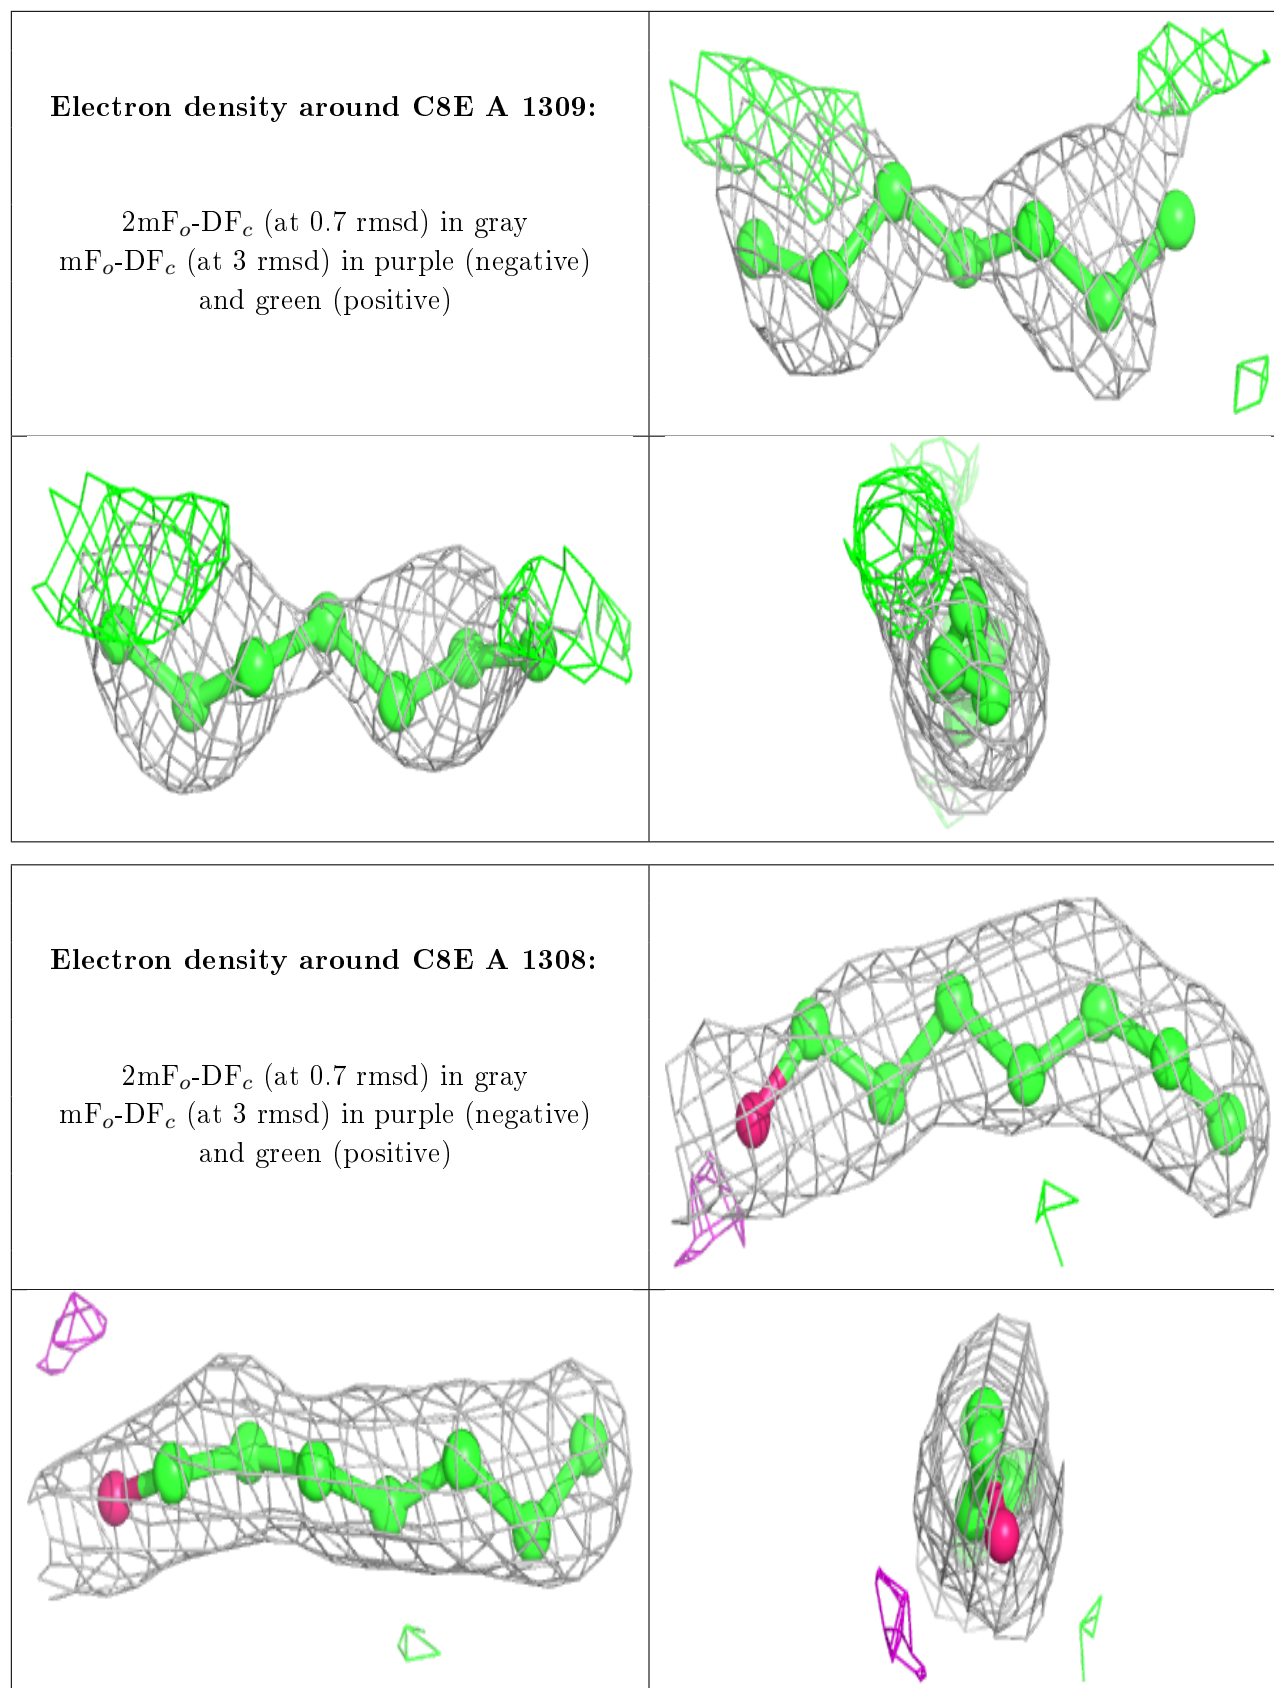 Electron density around C8E A 1309:
2mFo-DFc (at 0.7 rmsd) in gray
mFo-DFc (at 3 rmsd) in purple (negative)
and green (positive)
Electron density around C8E A 1308:
2mFo-DFc (at 0.7 rmsd) in gray
mFo-DFc (at 3 rmsd) in purple (negative)
and green (positive)